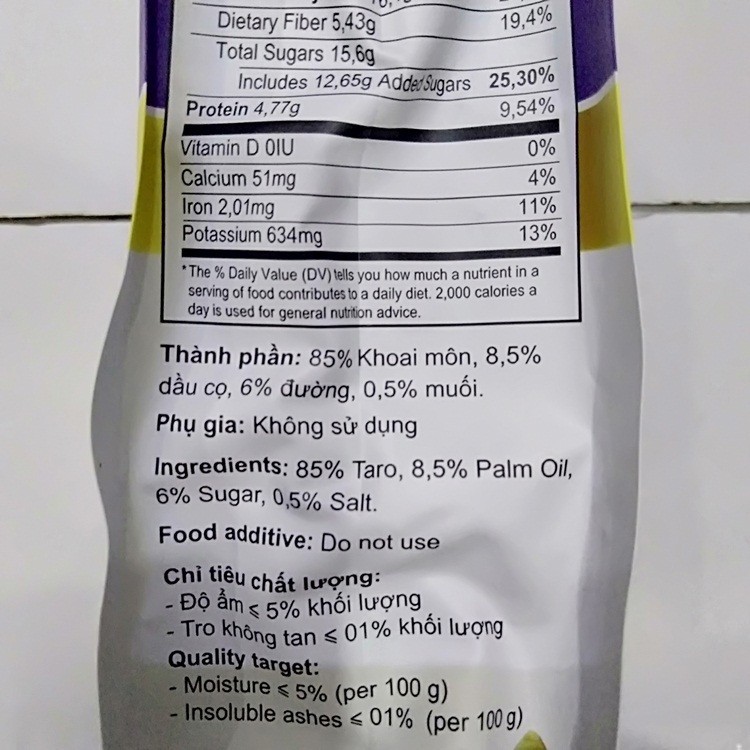 Dietary Fiber 5,43g 19,4%
Total Sugars 15,6g
Includes 12,65g Added Sugars 25,30%
Protein 4,77g 9,54%
Vitamin D 0IU 0%
Calcium 51mg 4%
Iron 2,01mg 11%
Potassium 634mg 13%
*The % Daily Value (DV) tells you how much a nutrient in a
serving of food contributes to a daily diet. 2,000 calories a
day is used for general nutrition advice.
Thành phần: 85% Khoai môn, 8,5%
dầu cọ, 6% đường, 0,5% muối.
Phụ gia: Không sử dụng
Ingredients: 85% Taro, 8,5% Palm Oil,
6% Sugar, 0,5% Salt.
Food additive: Do not use
Chỉ tiêu chất lượng:
- Độ ẩm ≤ 5% khối lượng
- Tro không tan ≤ 01% khối lượng
Quality target:
- Moisture ≤ 5% (per 100 g)
- Insoluble ashes ≤ 01% (per 100 g)